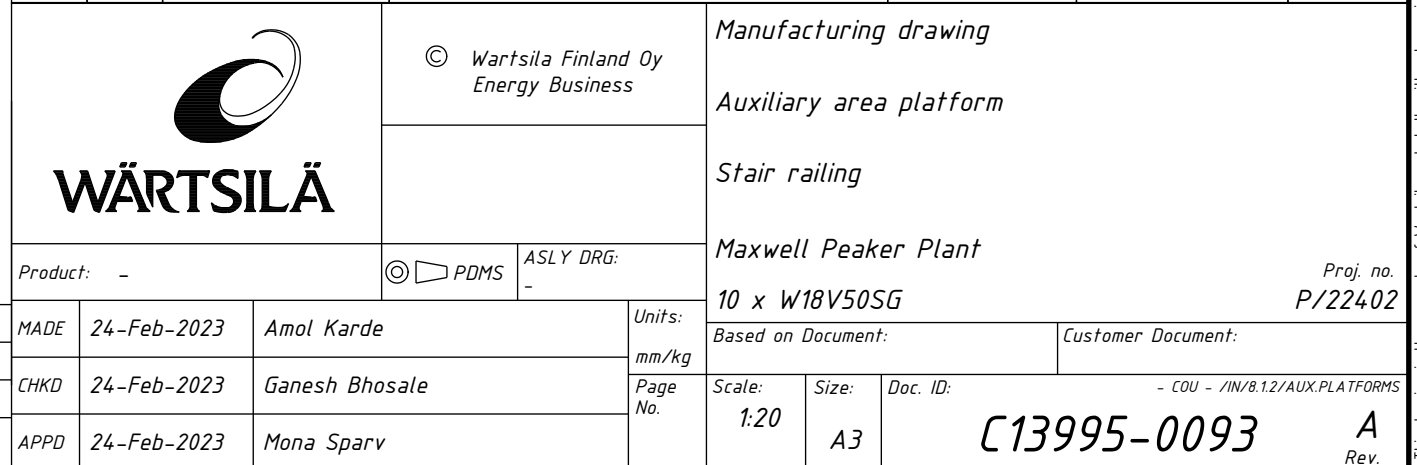 WÄRTSILÄ
© Wartsila Finland Oy
Energy Business
Manufacturing drawing
Auxiliary area platform
Stair railing
Maxwell Peaker Plant
10 x W18V50SG
Proj. no.
P/22402
Product: -
PDMS
ASLY DRG:
-
MADE 24-Feb-2023 Amol Karde
CHKD 24-Feb-2023 Ganesh Bhosale
APPD 24-Feb-2023 Mona Sparv
Units:
mm/kg
Page
No.
Based on Document:
Customer Document:
Scale:
1:20
Size:
A3
Doc. ID:
- COU - /IN/8.1.2/AUX.PLATFORMS
C13995-0093
A
Rev.